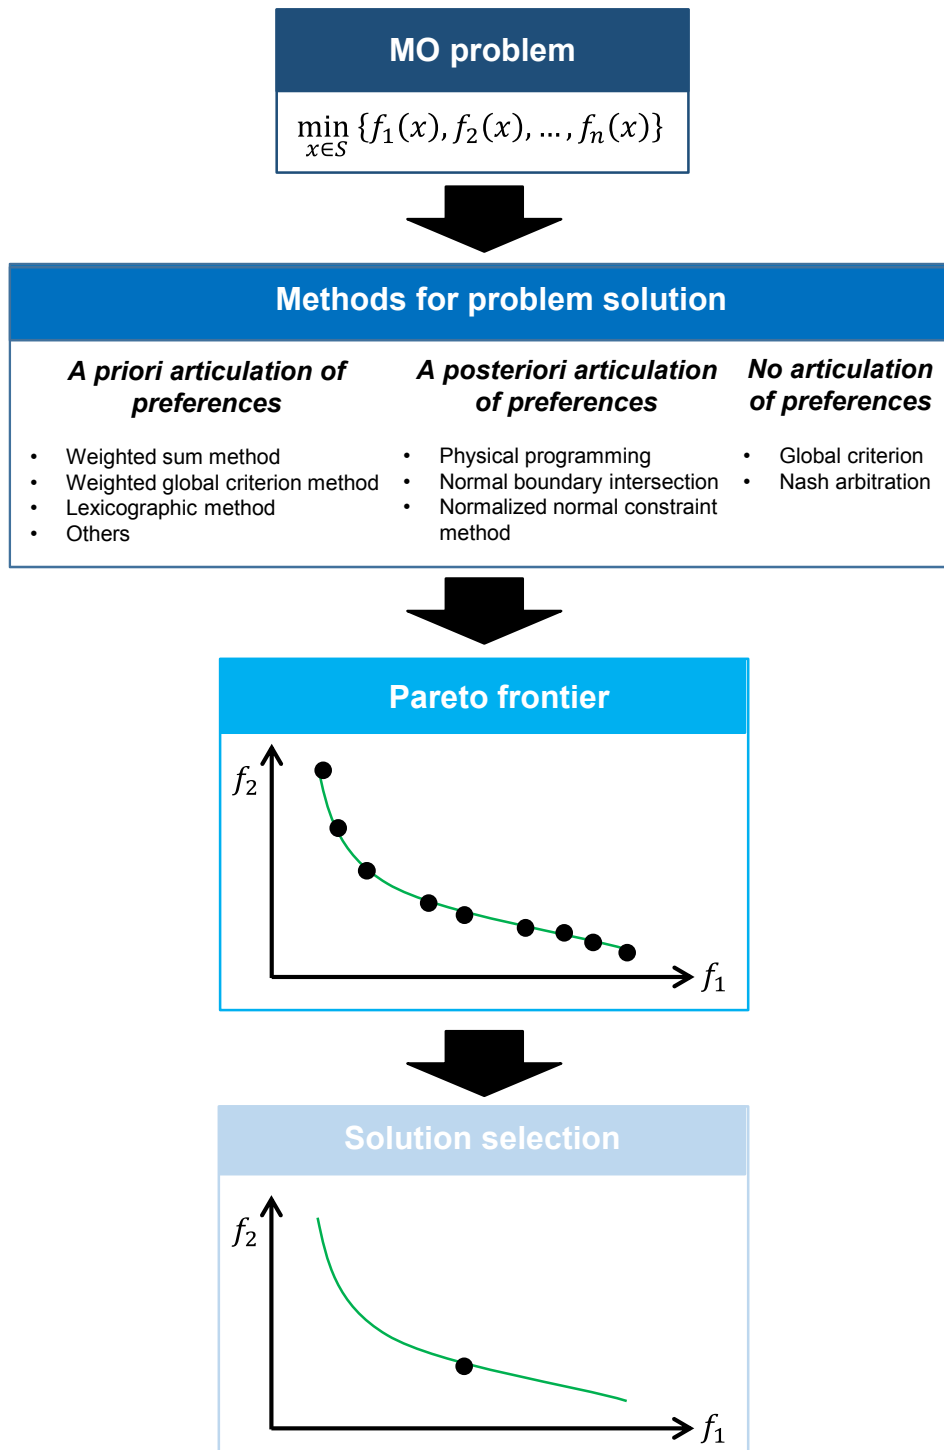 MO problem
min {f₁(x), f₂(x), …, fₙ(x)}
x∈S
Methods for problem solution
A priori articulation of
preferences
• Weighted sum method
• Weighted global criterion method
• Lexicographic method
• Others
A posteriori articulation
of preferences
• Physical programming
• Normal boundary intersection
• Normalized normal constraint
method
No articulation
of preferences
• Global criterion
• Nash arbitration
Pareto frontier
f₂
f₁
Solution selection
f₂
f₁